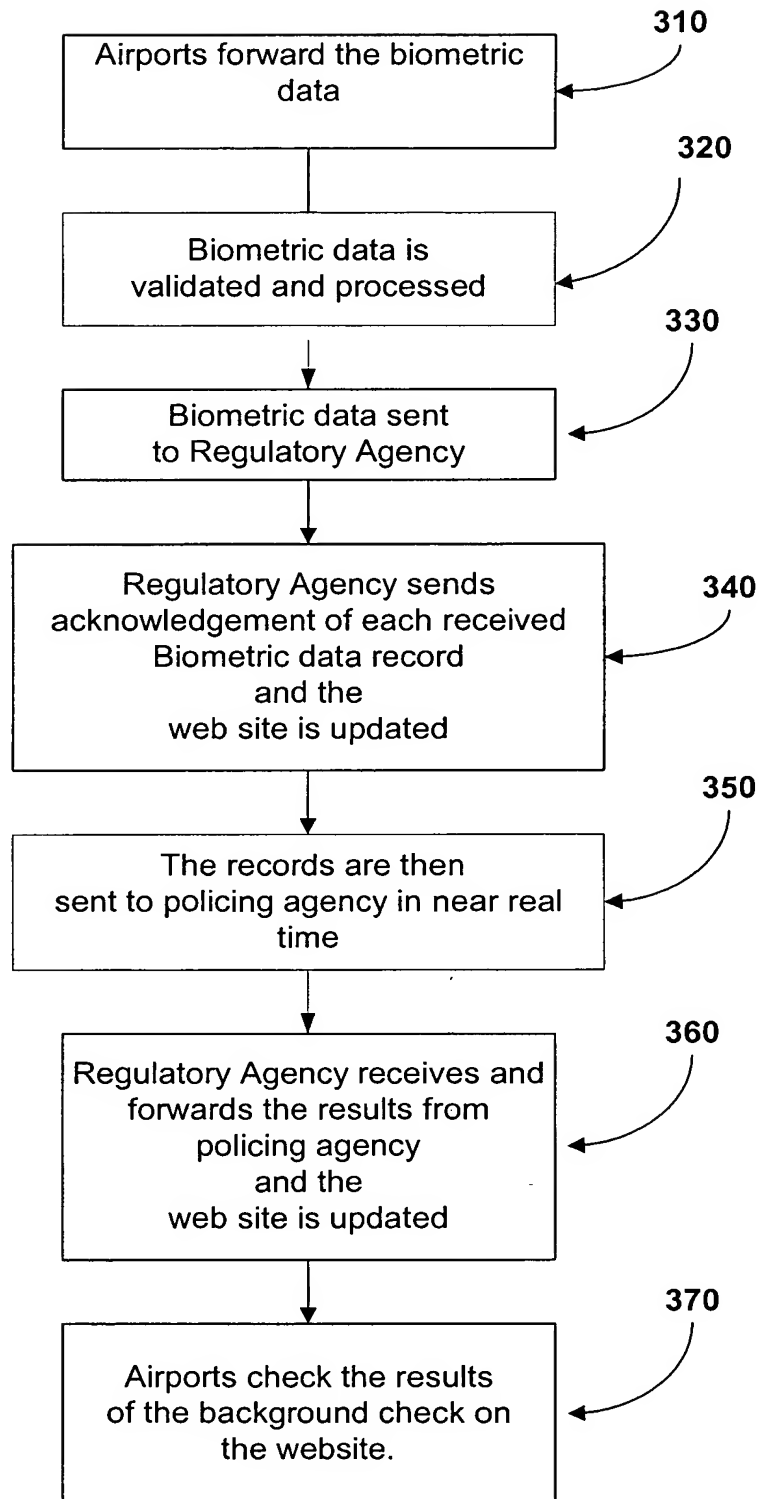 310
Airports forward the biometric
data
320
Biometric data is
validated and processed
330
Biometric data sent
to Regulatory Agency
340
Regulatory Agency sends
acknowledgement of each received
Biometric data record
and the
web site is updated
350
The records are then
sent to policing agency in near real
time
360
Regulatory Agency receives and
forwards the results from
policing agency
and the
web site is updated
370
Airports check the results
of the background check on
the website.